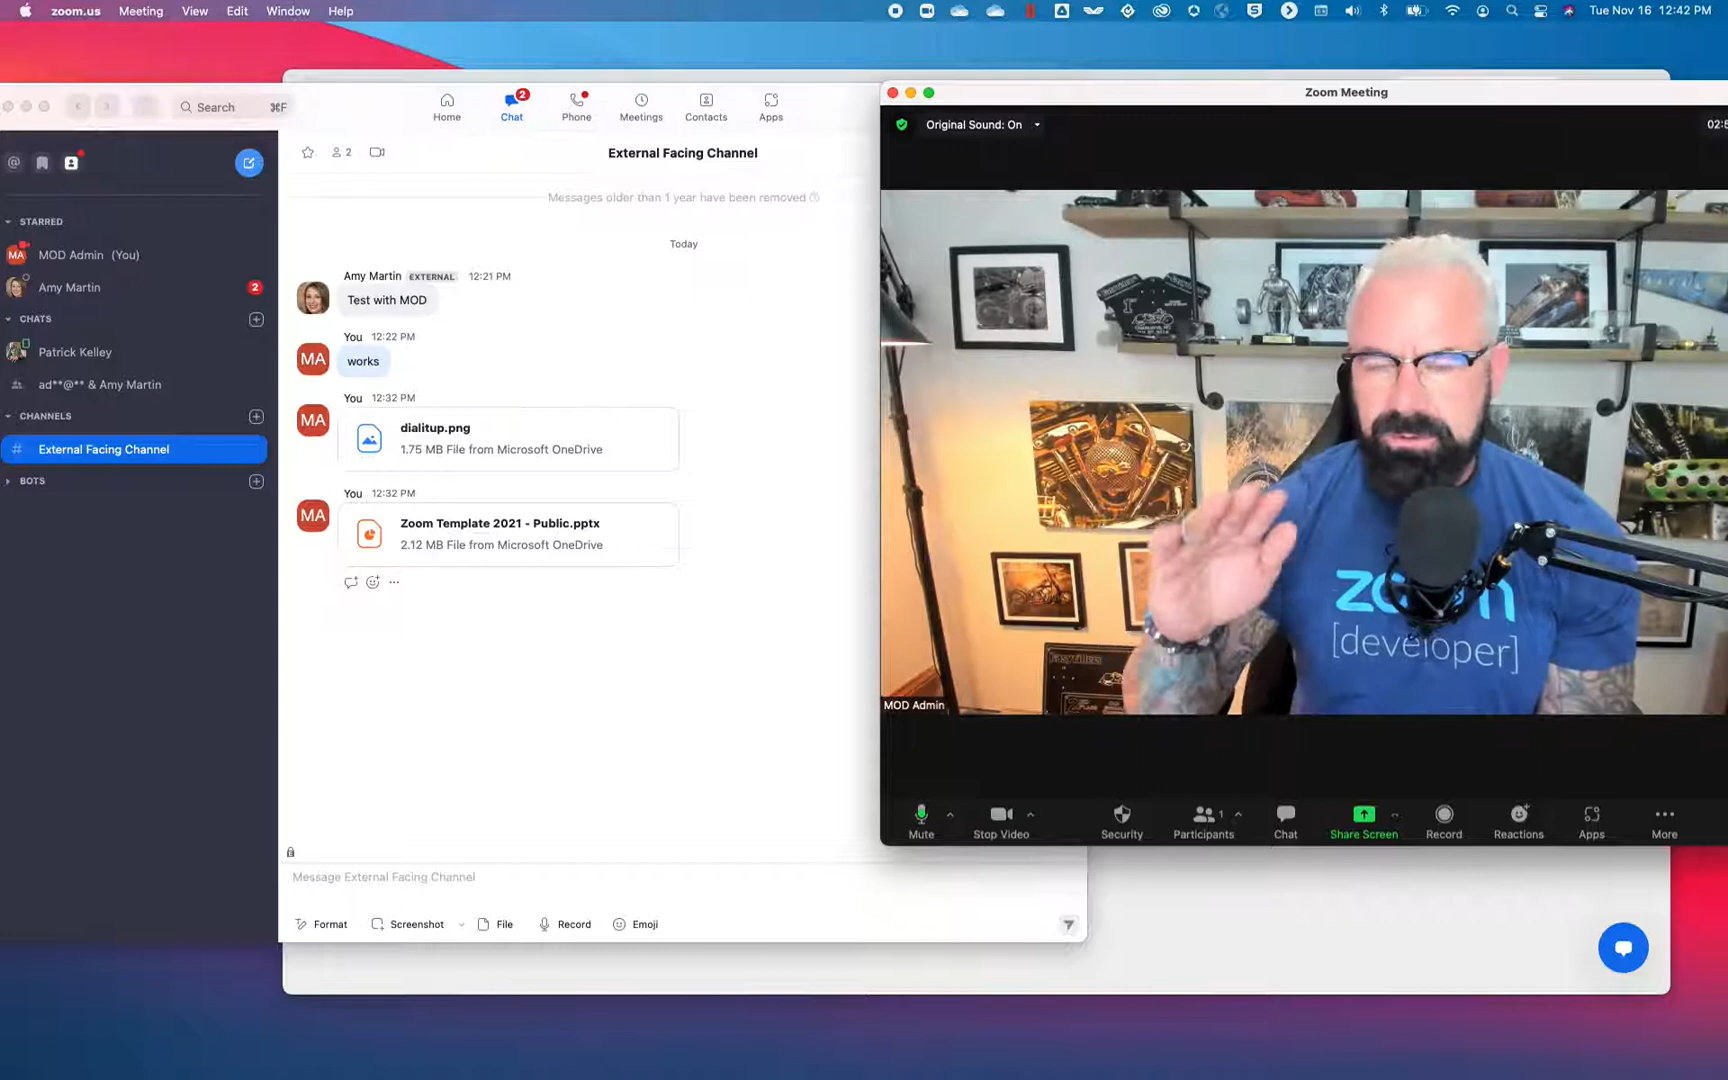 zoom.us Meeting View Edit Window Help
Tue Nov 16 12:42 PM
Search ⌘F
Home
Chat
2
Phone
Meetings
Contacts
Apps
@
STARRED
MA MOD Admin (You)
Amy Martin 2
CHATS
Patrick Kelley
ad**@** & Amy Martin
CHANNELS
# External Facing Channel
BOTS
2
External Facing Channel
Messages older than 1 year have been removed
Today
Amy Martin EXTERNAL 12:21 PM
Test with MOD
You 12:22 PM
MA works
You 12:32 PM
MA
dialitup.png
1.75 MB File from Microsoft OneDrive
You 12:32 PM
MA
Zoom Template 2021 - Public.pptx
2.12 MB File from Microsoft OneDrive
Message External Facing Channel
Format Screenshot File Record Emoji
Zoom Meeting
Original Sound: On
zoom
[developer]
MOD Admin
Mute
Stop Video
Security
Participants
1
Chat
Share Screen
Record
Reactions
Apps
More